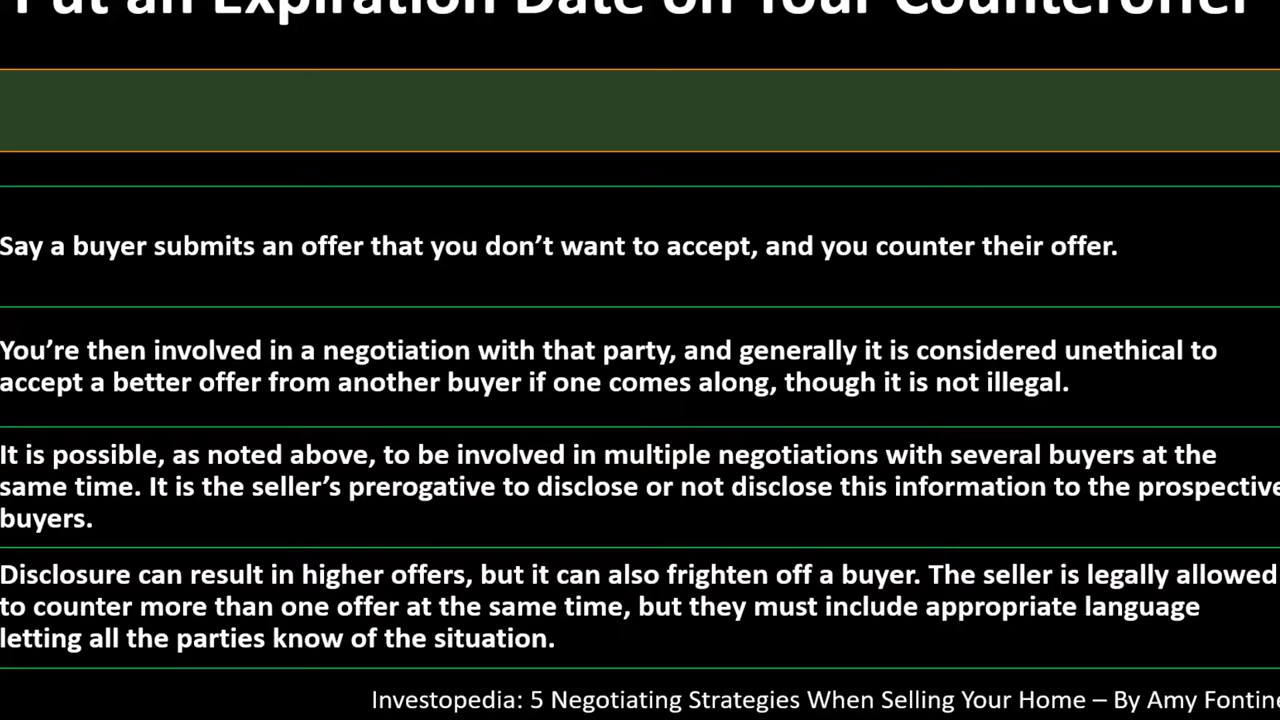 Put an Expiration Date on Your Counteroffer
Say a buyer submits an offer that you don’t want to accept, and you counter their offer.
You’re then involved in a negotiation with that party, and generally it is considered unethical to
accept a better offer from another buyer if one comes along, though it is not illegal.
It is possible, as noted above, to be involved in multiple negotiations with several buyers at the
same time. It is the seller’s prerogative to disclose or not disclose this information to the prospective
buyers.
Disclosure can result in higher offers, but it can also frighten off a buyer. The seller is legally allowed
to counter more than one offer at the same time, but they must include appropriate language
letting all the parties know of the situation.
Investopedia: 5 Negotiating Strategies When Selling Your Home – By Amy Fontin